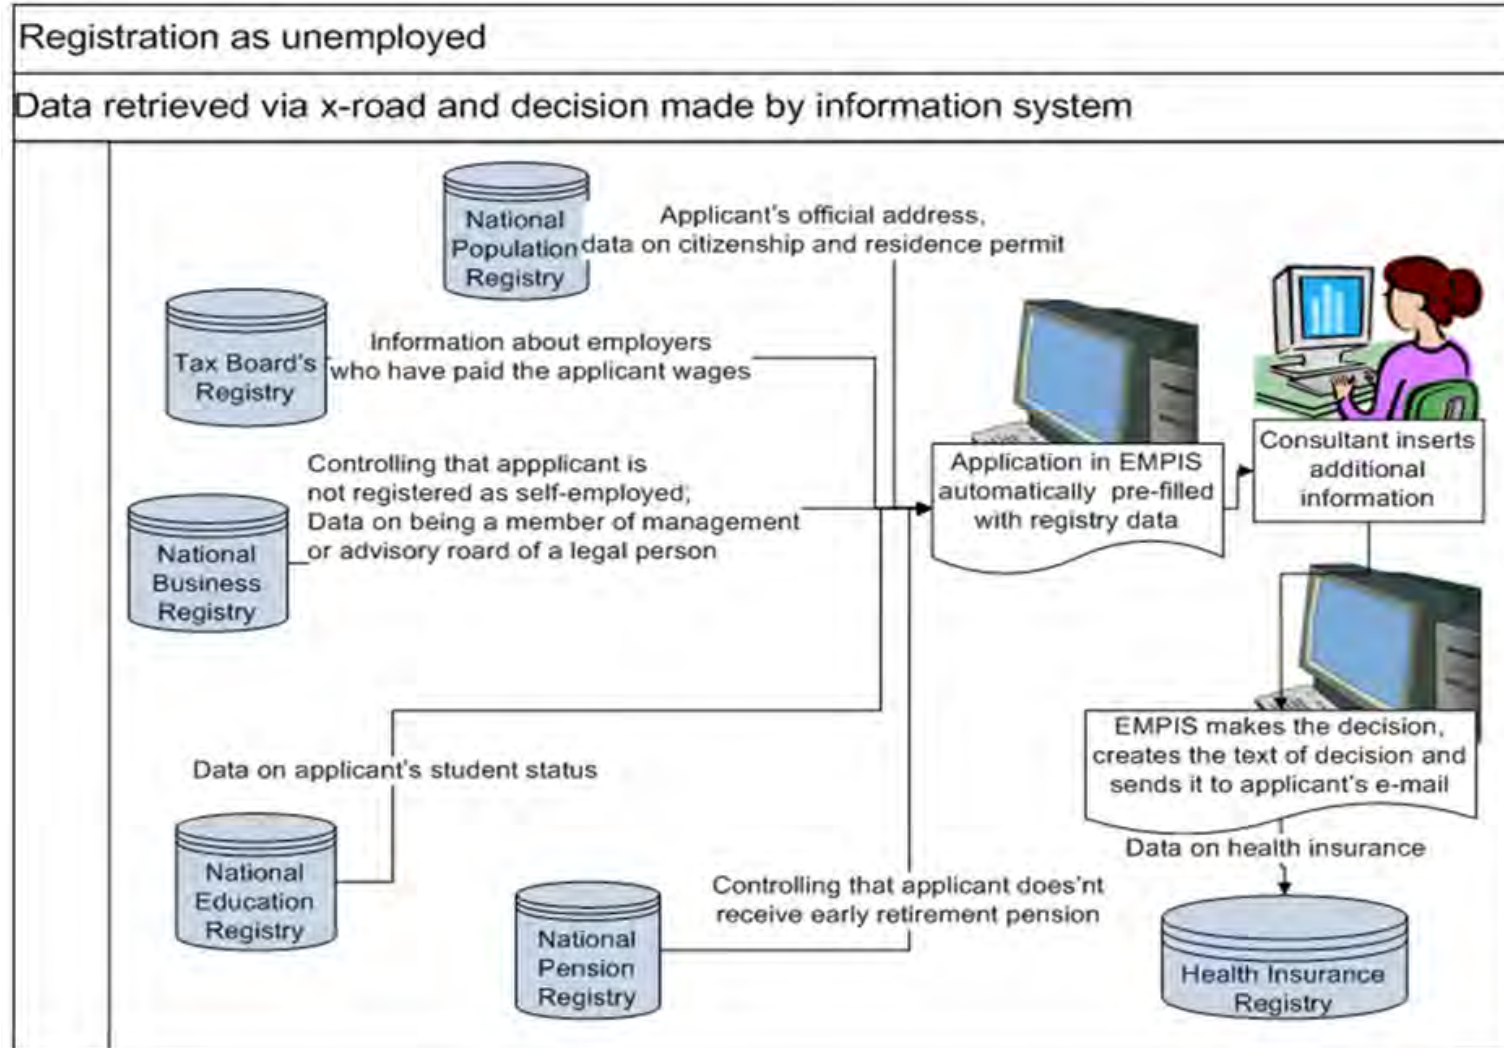 Registration as unemployed
Data retrieved via x-road and decision made by information system
National
Population
Registry
Applicant's official address,
data on citizenship and residence permit
Tax Board's
Registry
Information about employers
who have paid the applicant wages
National
Business
Registry
Controlling that appplicant is
not registered as self-employed;
Data on being a member of management
or advisory roard of a legal person
Application in EMPIS
automatically pre-filled
with registry data
Consultant inserts
additional
information
EMPIS makes the decision,
creates the text of decision and
sends it to applicant's e-mail
Data on applicant's student status
National
Education
Registry
National
Pension
Registry
Controlling that applicant does'nt
receive early retirement pension
Data on health insurance
Health Insurance
Registry